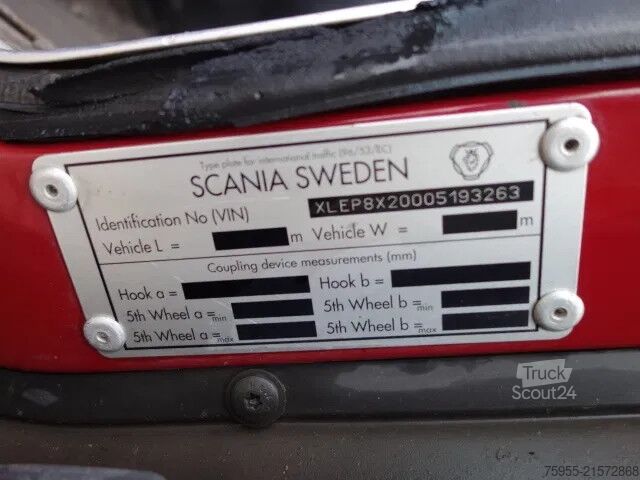 Type plate for international traffic (96/53/EC)
SCANIA SWEDEN
Identification No (VIN) XLEP8X20005193263
Vehicle L = m Vehicle W = m
Coupling device measurements (mm)
Hook a = Hook b =
5th Wheel a = min 5th Wheel b = min
5th Wheel a = max 5th Wheel b = max
Truck
Scout24
75955-21572868